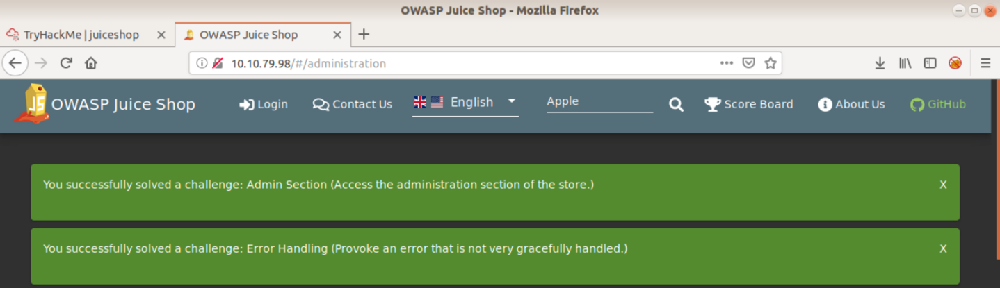 OWASP Juice Shop - Mozilla Firefox
TryHackMe | juiceshop
OWASP Juice Shop
10.10.79.98/#/administration
JS
OWASP Juice Shop
Login
Contact Us
English
Apple
Score Board
About Us
GitHub
You successfully solved a challenge: Admin Section (Access the administration section of the store.) X
You successfully solved a challenge: Error Handling (Provoke an error that is not very gracefully handled.) X